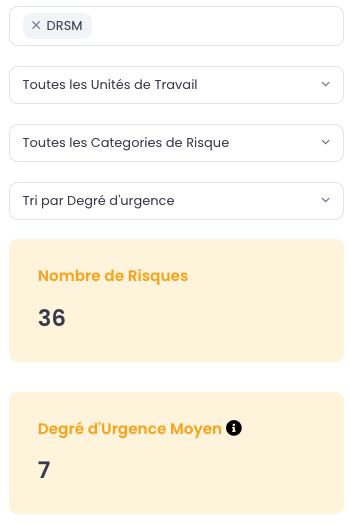 × DRSM
Toutes les Unités de Travail
Toutes les Categories de Risque
Tri par Degré d'urgence
Nombre de Risques
36
Degré d'Urgence Moyen
7